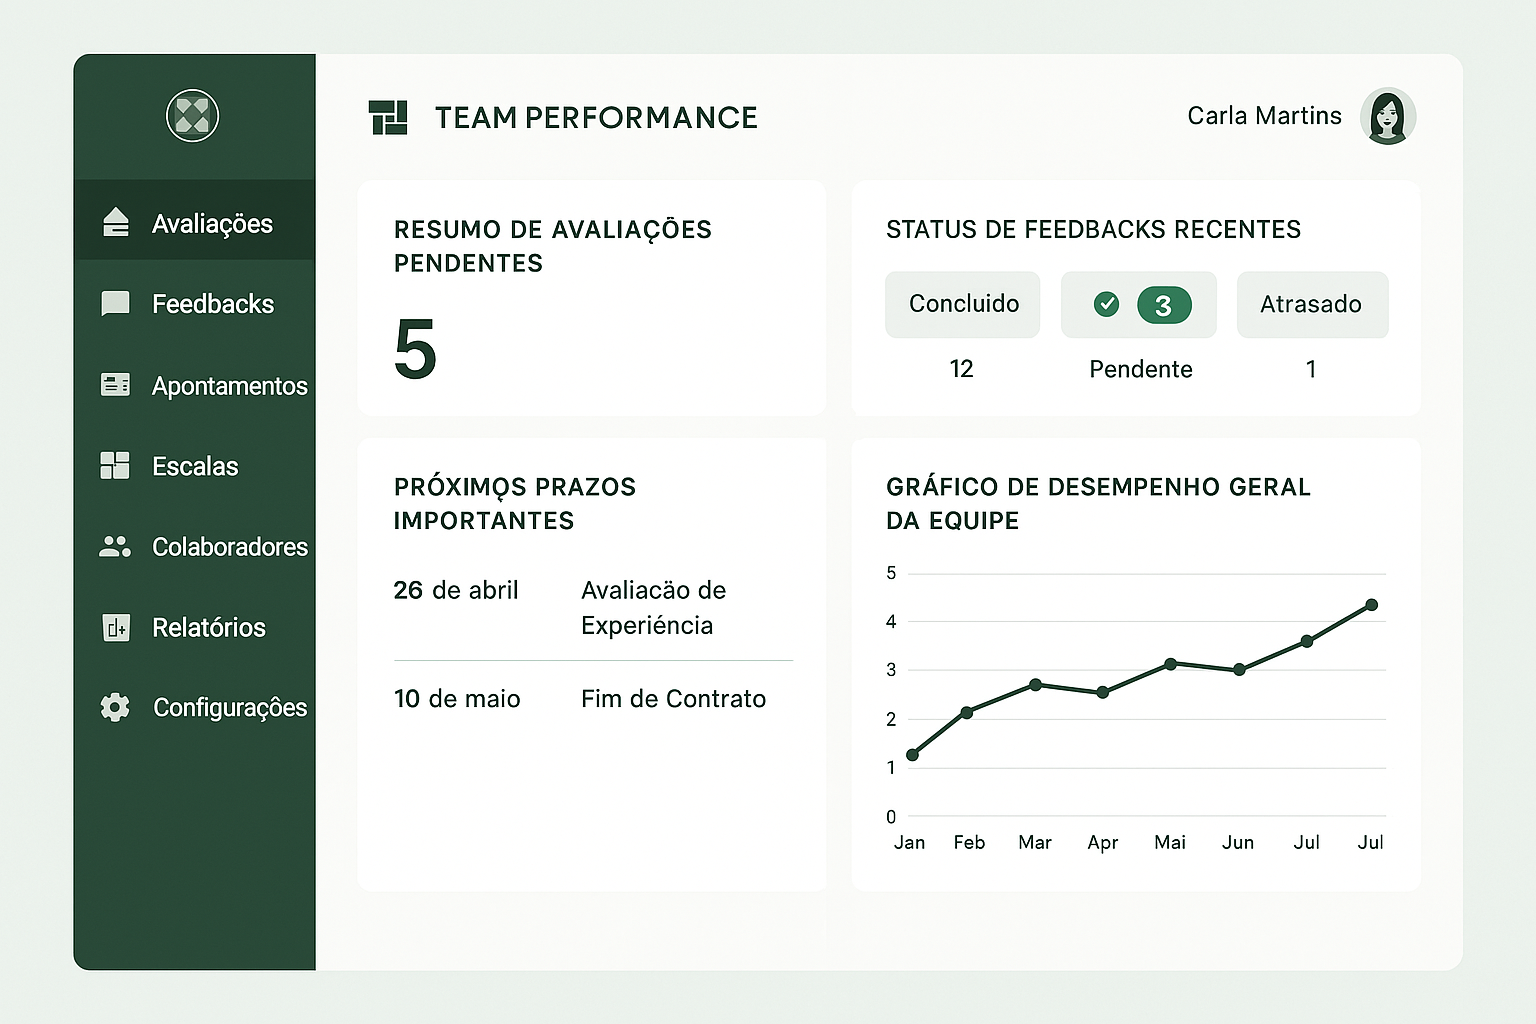 TEAM PERFORMANCE
Carla Martins
Avaliações
Feedbacks
Apontamentos
Escalas
Colaboradores
Relatórios
Configuraçôes
RESUMO DE AVALIAÇÕES
PENDENTES
5
STATUS DE FEEDBACKS RECENTES
Concluido
3
Atrasado
12
Pendente
1
PRÓXIMQS PRAZOS
IMPORTANTES
26 de abril
Avaliacäo de
Experiéncia
10 de maio
Fim de Contrato
GRÁFICO DE DESEMPENHO GERAL
DA EQUIPE
5
4
3
2
1
0
Jan Feb Mar Apr Mai Jun Jul Jul